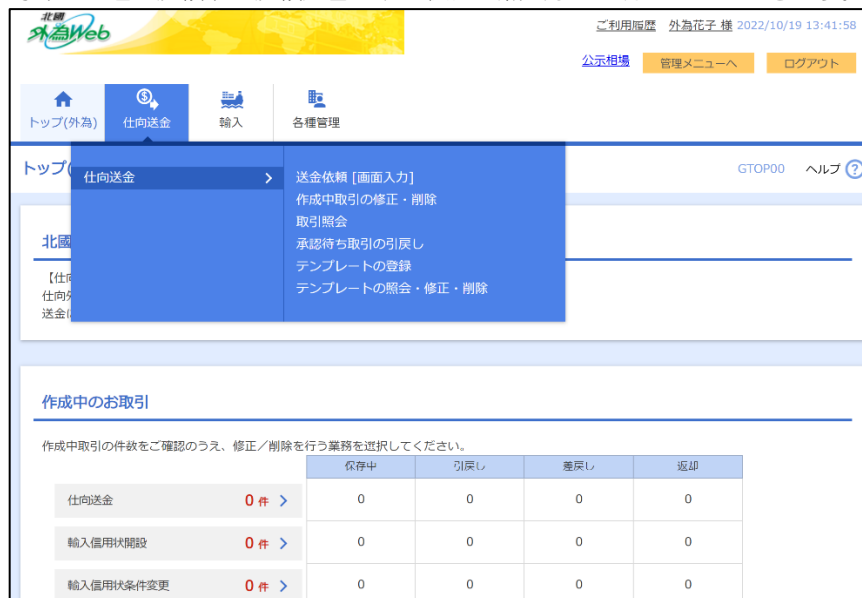 北國
外為Web
ご利用履歴 外為花子 様 2022/10/19 13:41:58
公示相場 管理メニューへ ログアウト
トップ(外為) 仕向送金 輸入 各種管理
トップ( GTOP00 ヘルプ ?
仕向送金
送金依頼 [画面入力]
作成中取引の修正・削除
取引照会
承認待ち取引の引戻し
テンプレートの登録
テンプレートの照会・修正・削除
北國
【仕向
仕向外
送金に
作成中のお取引
作成中取引の件数をご確認のうえ、修正／削除を行う業務を選択してください。
保存中 引戻し 差戻し 返却
仕向送金 0 件 0 0 0 0
輸入信用状開設 0 件 0 0 0 0
輸入信用状条件変更 0 件 0 0 0 0